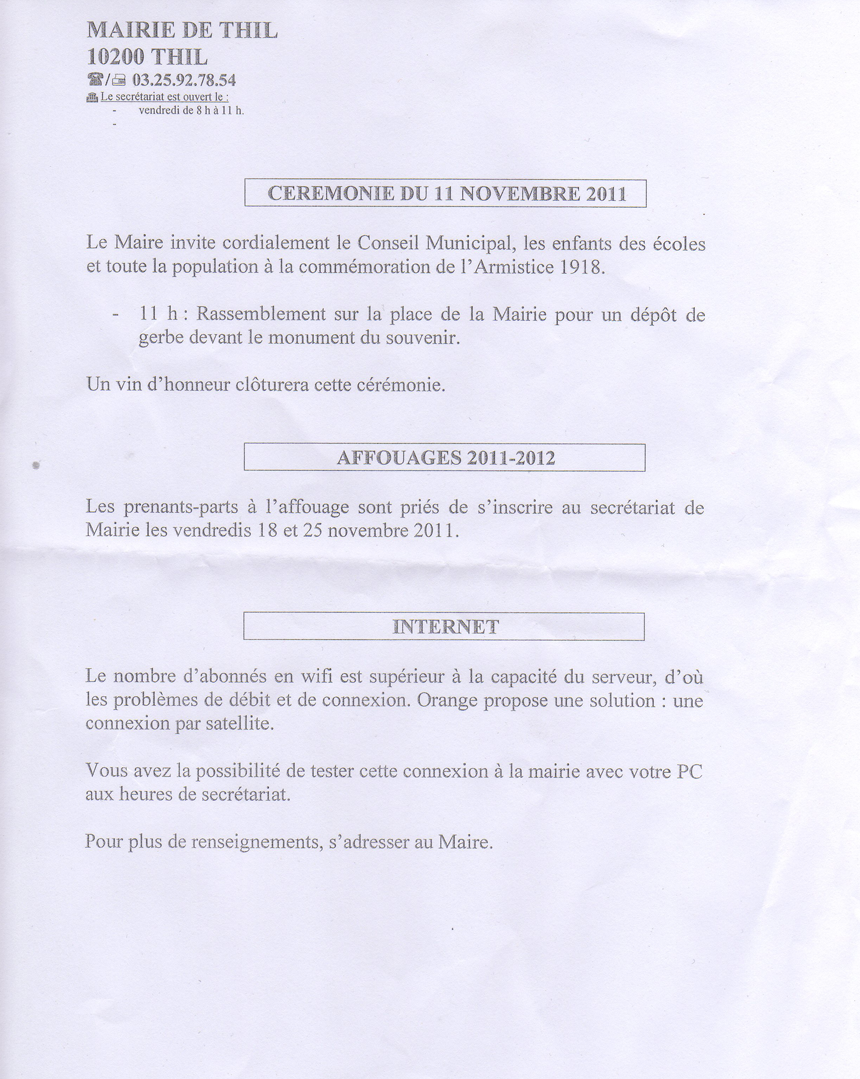 MAIRIE DE THIL
10200 THIL
☎/📠 03.25.92.78.54
Le secrétariat est ouvert le :
- vendredi de 8 h à 11 h.
-
CEREMONIE DU 11 NOVEMBRE 2011
Le Maire invite cordialement le Conseil Municipal, les enfants des écoles
et toute la population à la commémoration de l'Armistice 1918.
- 11 h : Rassemblement sur la place de la Mairie pour un dépôt de
gerbe devant le monument du souvenir.
Un vin d'honneur clôturera cette cérémonie.
AFFOUAGES 2011-2012
Les prenants-parts à l'affouage sont priés de s'inscrire au secrétariat de
Mairie les vendredis 18 et 25 novembre 2011.
INTERNET
Le nombre d'abonnés en wifi est supérieur à la capacité du serveur, d'où
les problèmes de débit et de connexion. Orange propose une solution : une
connexion par satellite.
Vous avez la possibilité de tester cette connexion à la mairie avec votre PC
aux heures de secrétariat.
Pour plus de renseignements, s'adresser au Maire.